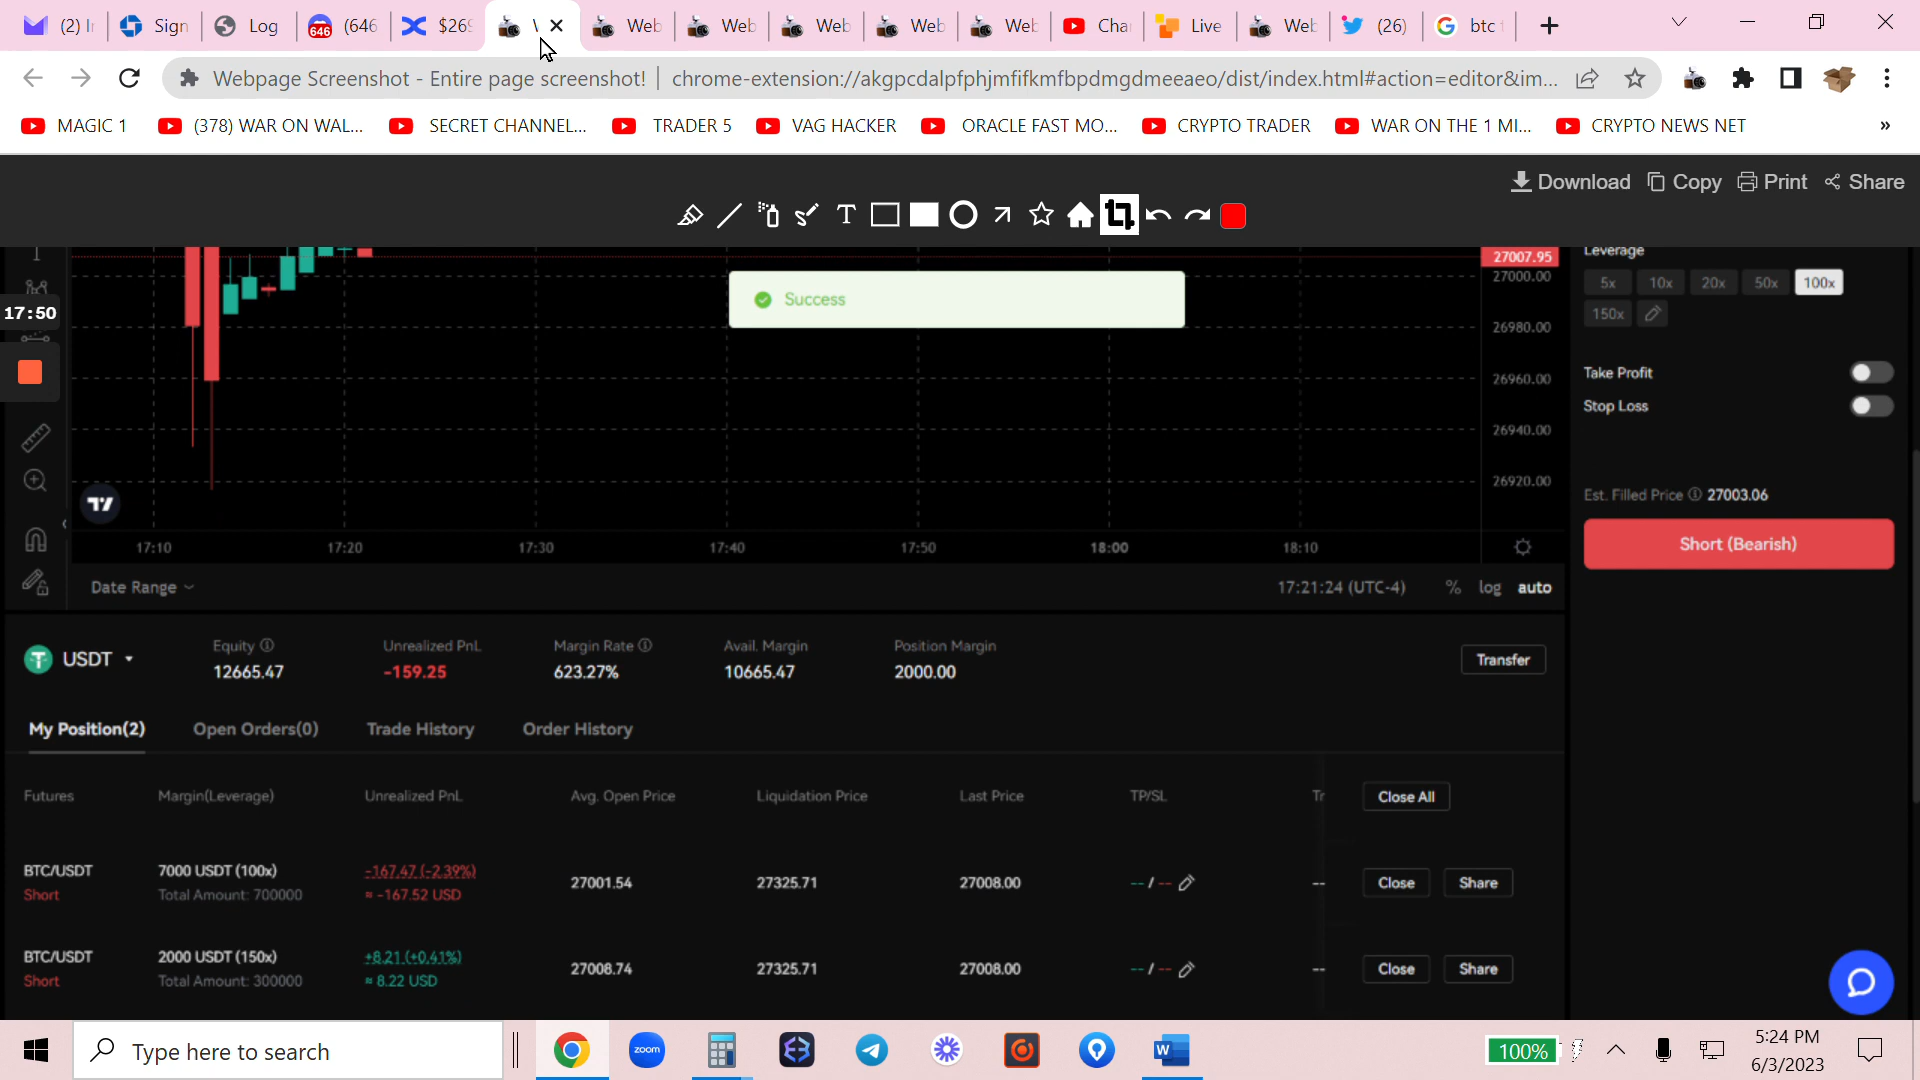 (2) I
Sign
Log
646
(646
$269
Web
Web
Web
Web
Web
Cha
Live
Web
(26)
btc
Webpage Screenshot - Entire page screenshot! | chrome-extension://akgpcdalpfphjmfifkmfbpdmgdmeeaeo/dist/index.html#action=editor&im...
MAGIC 1
(378) WAR ON WAL...
SECRET CHANNEL...
TRADER 5
VAG HACKER
ORACLE FAST MO...
CRYPTO TRADER
WAR ON THE 1 MI...
CRYPTO NEWS NET
»
Download
Copy
Print
Share
T
17:50
27007.95
27000.00
26980.00
26960.00
26940.00
26920.00
Success
Leverage
5x 10x 20x 50x 100x
150x
Take Profit
Stop Loss
Est. Filled Price 27003.06
Short (Bearish)
17:10 17:20 17:30 17:40 17:50 18:00 18:10
Date Range
17:21:24 (UTC-4) % log auto
USDT
Equity Unrealized PnL Margin Rate Avail. Margin Position Margin
12665.47 -159.25 623.27% 10665.47 2000.00
Transfer
My Position(2) Open Orders(0) Trade History Order History
Futures Margin(Leverage) Unrealized PnL Avg. Open Price Liquidation Price Last Price TP/SL Tr Close All
BTC/USDT 7000 USDT (100x) -167.47 (-2.39%) 27001.54 27325.71 27008.00 -- / -- -- Close Share
Short Total Amount: 700000 ≈ -167.52 USD
BTC/USDT 2000 USDT (150x) +8.21 (+0.41%) 27008.74 27325.71 27008.00 -- / -- -- Close Share
Short Total Amount: 300000 ≈ 8.22 USD
Type here to search
zoom
W
100%
5:24 PM
6/3/2023